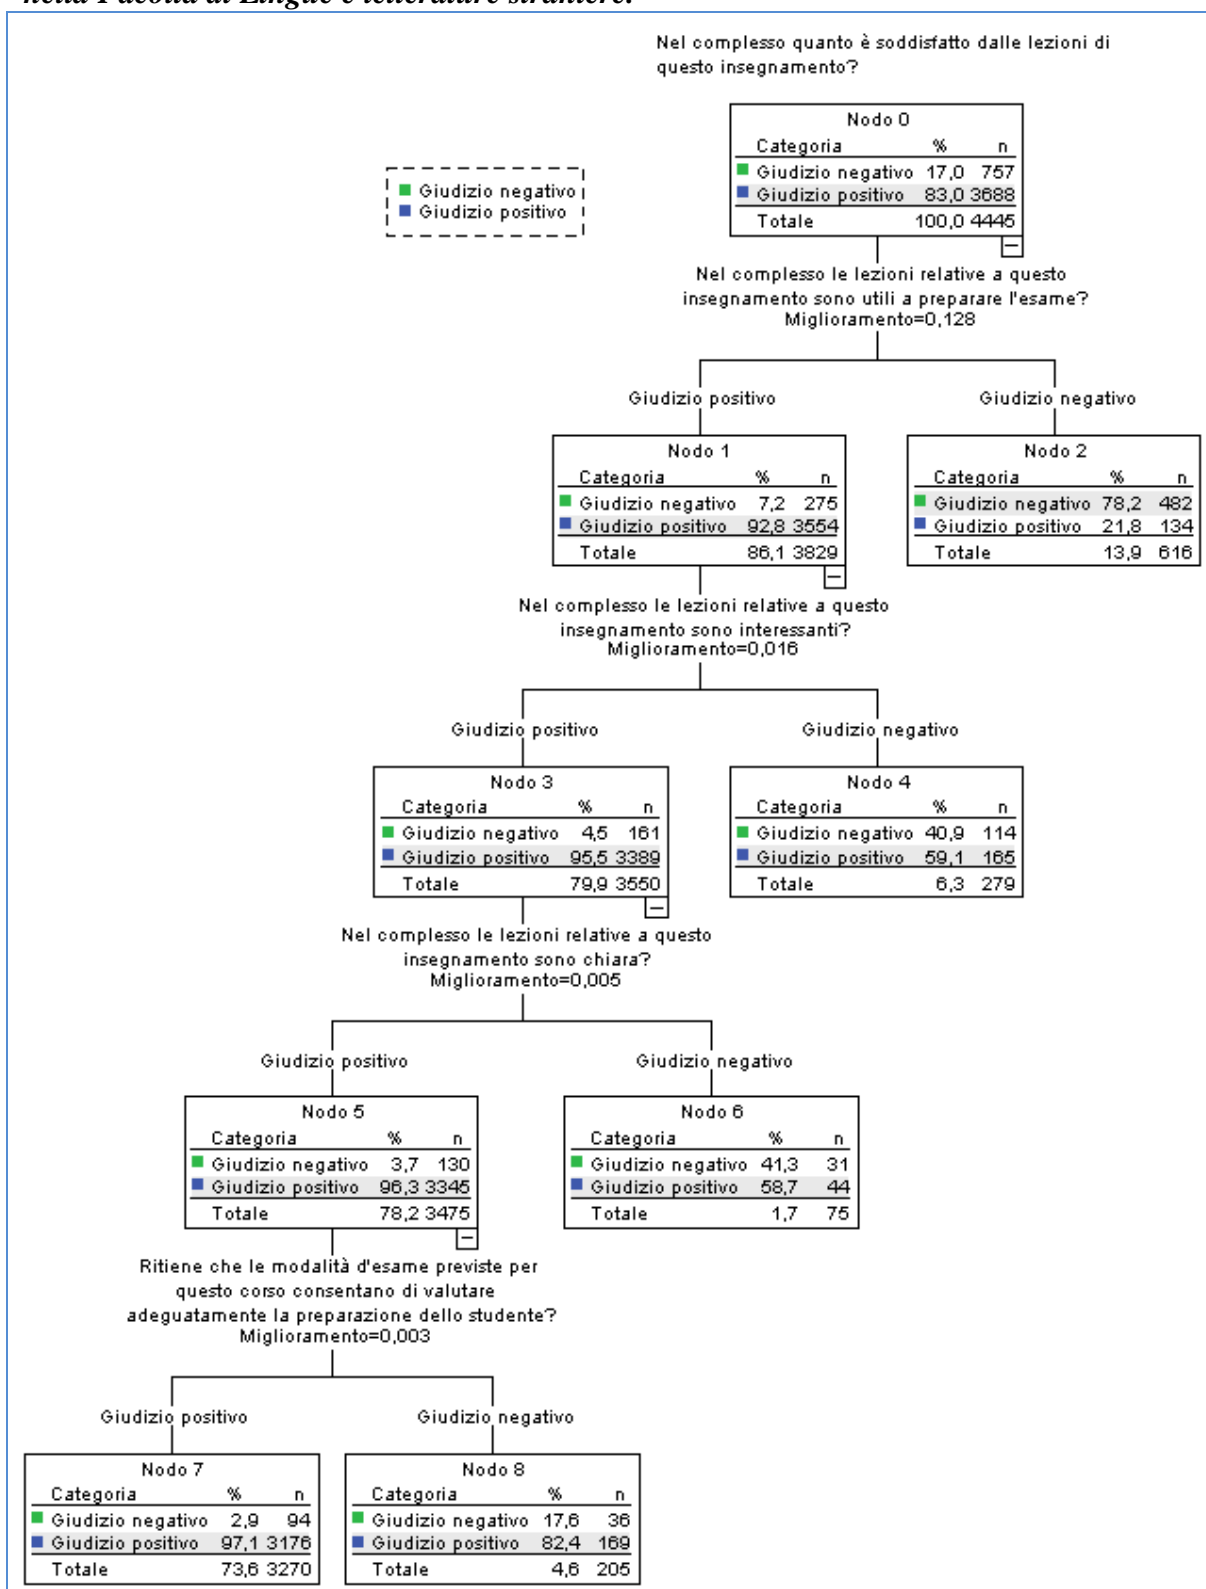 nella Facoltà di Lingue e letterature straniere.
Nel complesso quanto è soddisfatto dalle lezioni di
questo insegnamento?
Nodo 0
Categoria % n
Giudizio negativo 17,0 757
Giudizio positivo 83,0 3688
Totale 100,0 4445
Giudizio negativo
Giudizio positivo
Nel complesso le lezioni relative a questo
insegnamento sono utili a preparare l'esame?
Miglioramento=0,128
Giudizio positivo
Giudizio negativo
Nodo 1
Categoria % n
Giudizio negativo 7,2 275
Giudizio positivo 92,8 3554
Totale 86,1 3829
Nodo 2
Categoria % n
Giudizio negativo 78,2 482
Giudizio positivo 21,8 134
Totale 13,9 616
Nel complesso le lezioni relative a questo
insegnamento sono interessanti?
Miglioramento=0,016
Giudizio positivo
Giudizio negativo
Nodo 3
Categoria % n
Giudizio negativo 4,5 161
Giudizio positivo 95,5 3389
Totale 79,9 3550
Nodo 4
Categoria % n
Giudizio negativo 40,9 114
Giudizio positivo 59,1 165
Totale 6,3 279
Nel complesso le lezioni relative a questo
insegnamento sono chiara?
Miglioramento=0,005
Giudizio positivo
Giudizio negativo
Nodo 5
Categoria % n
Giudizio negativo 3,7 130
Giudizio positivo 96,3 3345
Totale 78,2 3475
Nodo 6
Categoria % n
Giudizio negativo 41,3 31
Giudizio positivo 58,7 44
Totale 1,7 75
Ritiene che le modalità d'esame previste per
questo corso consentano di valutare
adeguatamente la preparazione dello studente?
Miglioramento=0,003
Giudizio positivo
Giudizio negativo
Nodo 7
Categoria % n
Giudizio negativo 2,9 94
Giudizio positivo 97,1 3176
Totale 73,6 3270
Nodo 8
Categoria % n
Giudizio negativo 17,6 36
Giudizio positivo 82,4 169
Totale 4,6 205